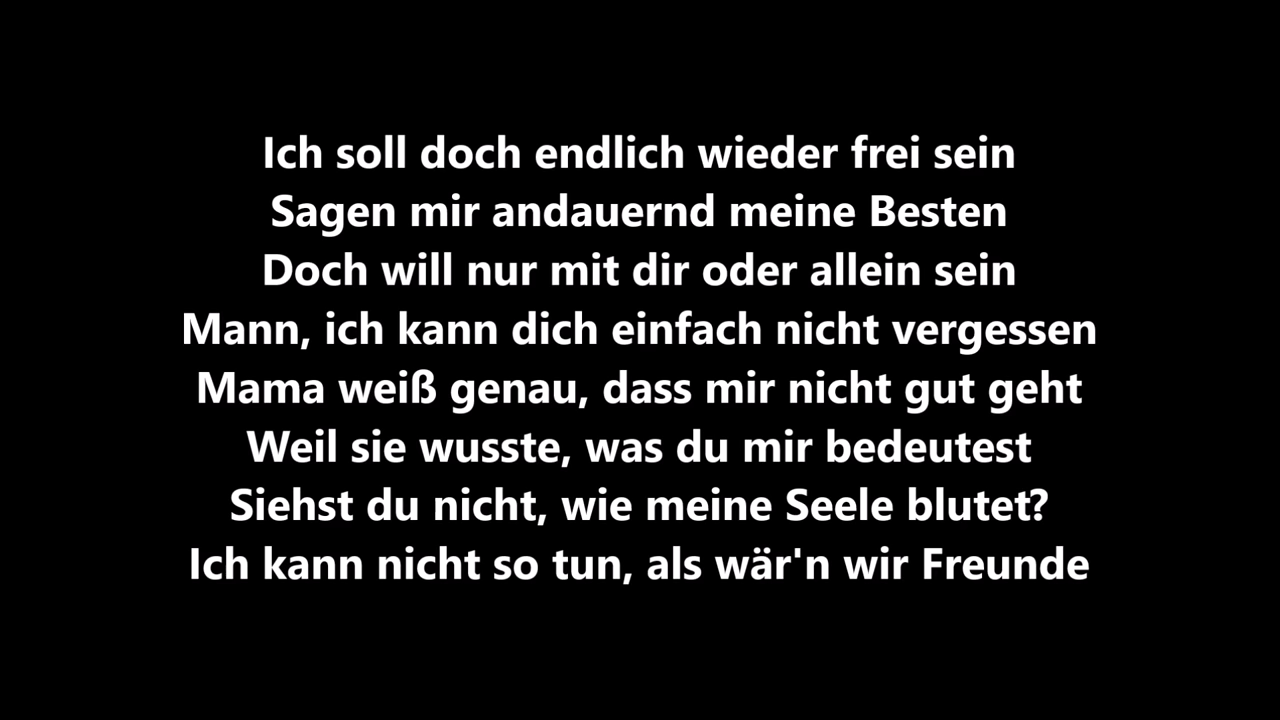 Ich soll doch endlich wieder frei sein
Sagen mir andauernd meine Besten
Doch will nur mit dir oder allein sein
Mann, ich kann dich einfach nicht vergessen
Mama weiß genau, dass mir nicht gut geht
Weil sie wusste, was du mir bedeutest
Siehst du nicht, wie meine Seele blutet?
Ich kann nicht so tun, als wär'n wir Freunde